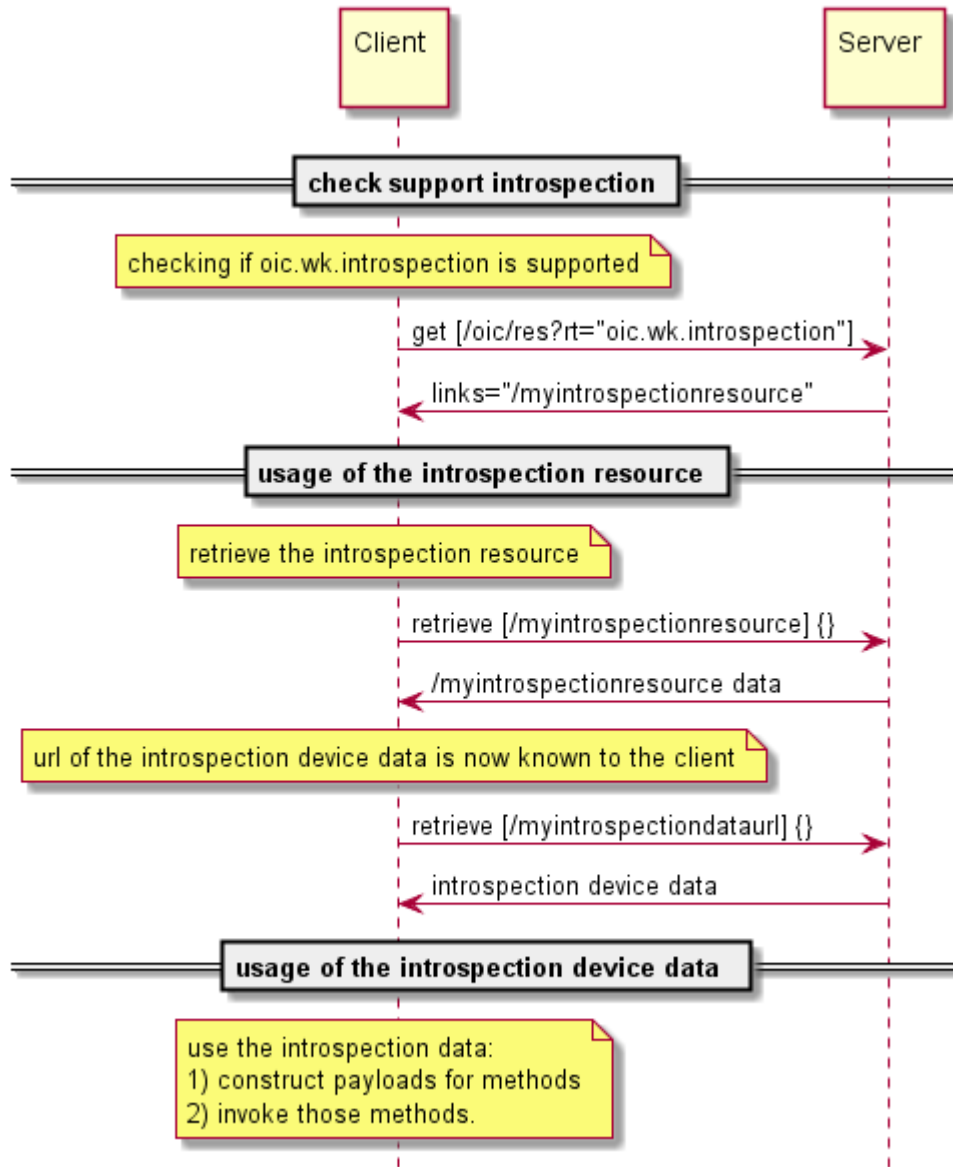 Client
Server
check support introspection
checking if oic.wk.introspection is supported
get [/oic/res?rt="oic.wk.introspection"]
links="/myintrospectionresource"
usage of the introspection resource
retrieve the introspection resource
retrieve [/myintrospectionresource] {}
/myintrospectionresource data
url of the introspection device data is now known to the client
retrieve [/myintrospectiondataurl] {}
introspection device data
usage of the introspection device data
use the introspection data:
1) construct payloads for methods
2) invoke those methods.